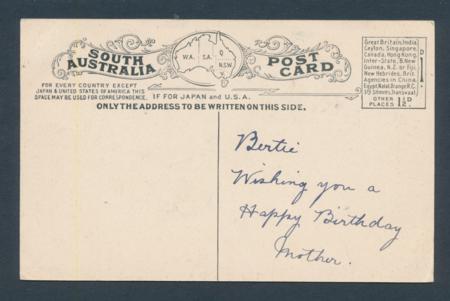 SOUTH AUSTRALIA
W.A. S.A. Q N.S.W. V
POST CARD
Great Britain, India,
Ceylon, Singapore,
Canada, Hong Kong,
Inter-State, B. New
Guinea, N.Z. or Fiji,
New Hebrides, Brit.
Agencies in China,
Egypt, Natal, Orange R.C.
1D.
OTHER PLACES 1½D
FOR EVERY COUNTRY EXCEPT
JAPAN & UNITED STATES OF AMERICA THIS
SPACE MAY BE USED FOR CORRESPONDENCE.
IF FOR JAPAN and U.S.A.
ONLY THE ADDRESS TO BE WRITTEN ON THIS SIDE.
Bertie
Wishing you a
Happy Birthday
Mother.